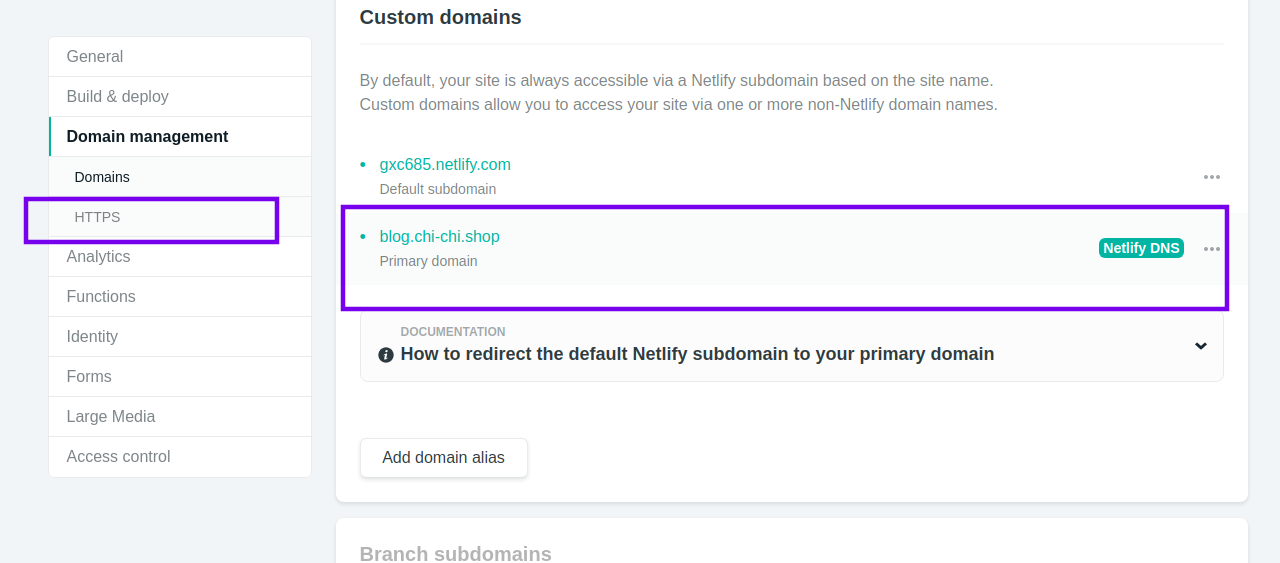 Custom domains
General
Build & deploy
Domain management
Domains
HTTPS
Analytics
Functions
Identity
Forms
Large Media
Access control
By default, your site is always accessible via a Netlify subdomain based on the site name.
Custom domains allow you to access your site via one or more non-Netlify domain names.
gxc685.netlify.com
Default subdomain
blog.chi-chi.shop
Primary domain
Netlify DNS
DOCUMENTATION
How to redirect the default Netlify subdomain to your primary domain
Add domain alias
Branch subdomains